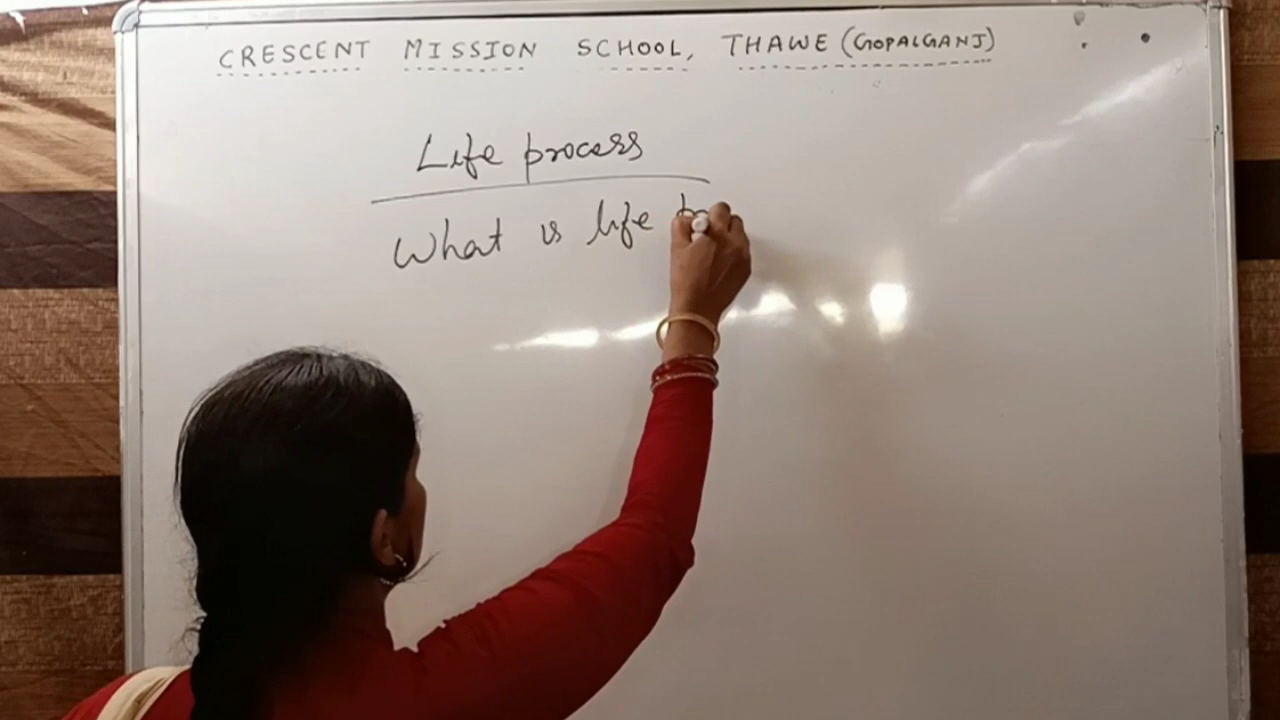 CRESCENT MISSION SCHOOL, THAWE (GOPALGANJ)
Life process
What is life